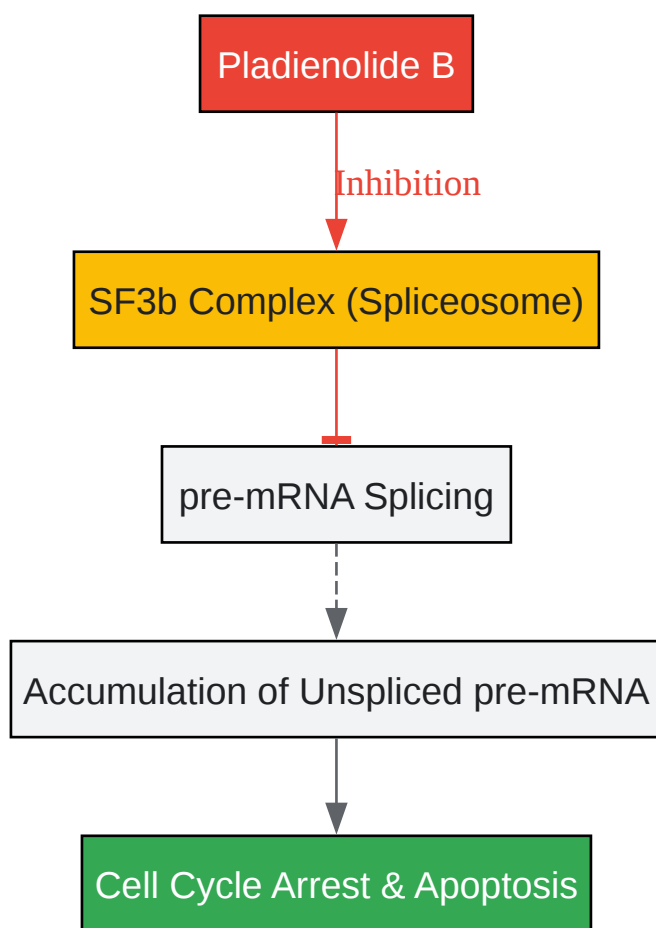 Pladienolide B
Inhibition
SF3b Complex (Spliceosome)
pre-mRNA Splicing
Accumulation of Unspliced pre-mRNA
Cell Cycle Arrest & Apoptosis